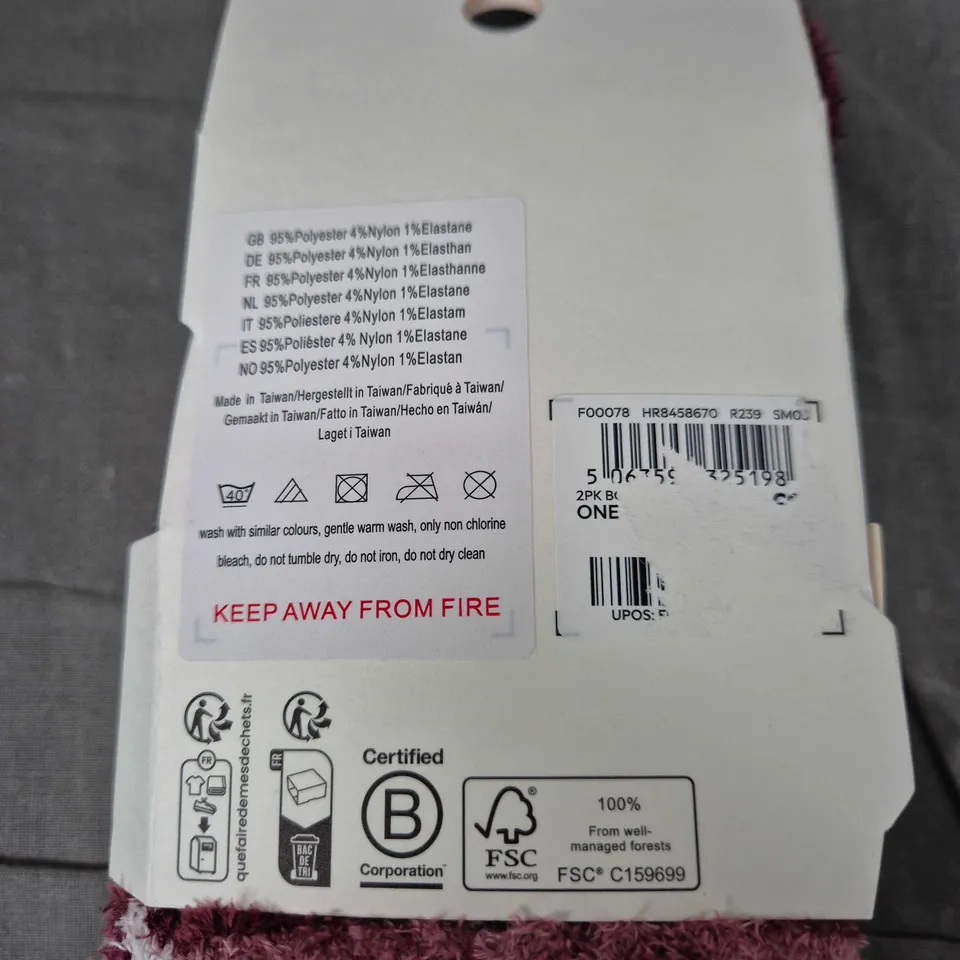 GB 95%Polyester 4%Nylon 1%Elastane
DE 95%Polyester 4%Nylon 1%Elasthan
FR 95%Polyester 4%Nylon 1%Elasthanne
NL 95%Polyester 4%Nylon 1%Elastane
IT 95%Poliestere 4%Nylon 1%Elastam
ES 95%Poliéster 4% Nylon 1%Elastane
NO 95%Polyester 4%Nylon 1%Elastan
Made in Taiwan/Hergestellt in Taiwan/Fabriqué à Taiwan/
Gemaakt in Taiwan/Fatto in Taiwan/Hecho en Taiwán/
Laget i Taiwan
40°
wash with similar colours, gentle warm wash, only non chlorine
bleach, do not tumble dry, do not iron, do not dry clean
KEEP AWAY FROM FIRE
F00078 HR8458670 R239
5 325198
2PK
ONE
UPOS:
FR
quefairedemesdechets.fr
FR
BAC
DE
TRI
Certified
B
Corporation™
FSC®
www.fsc.org
100%
From well-
managed forests
FSC® C159699